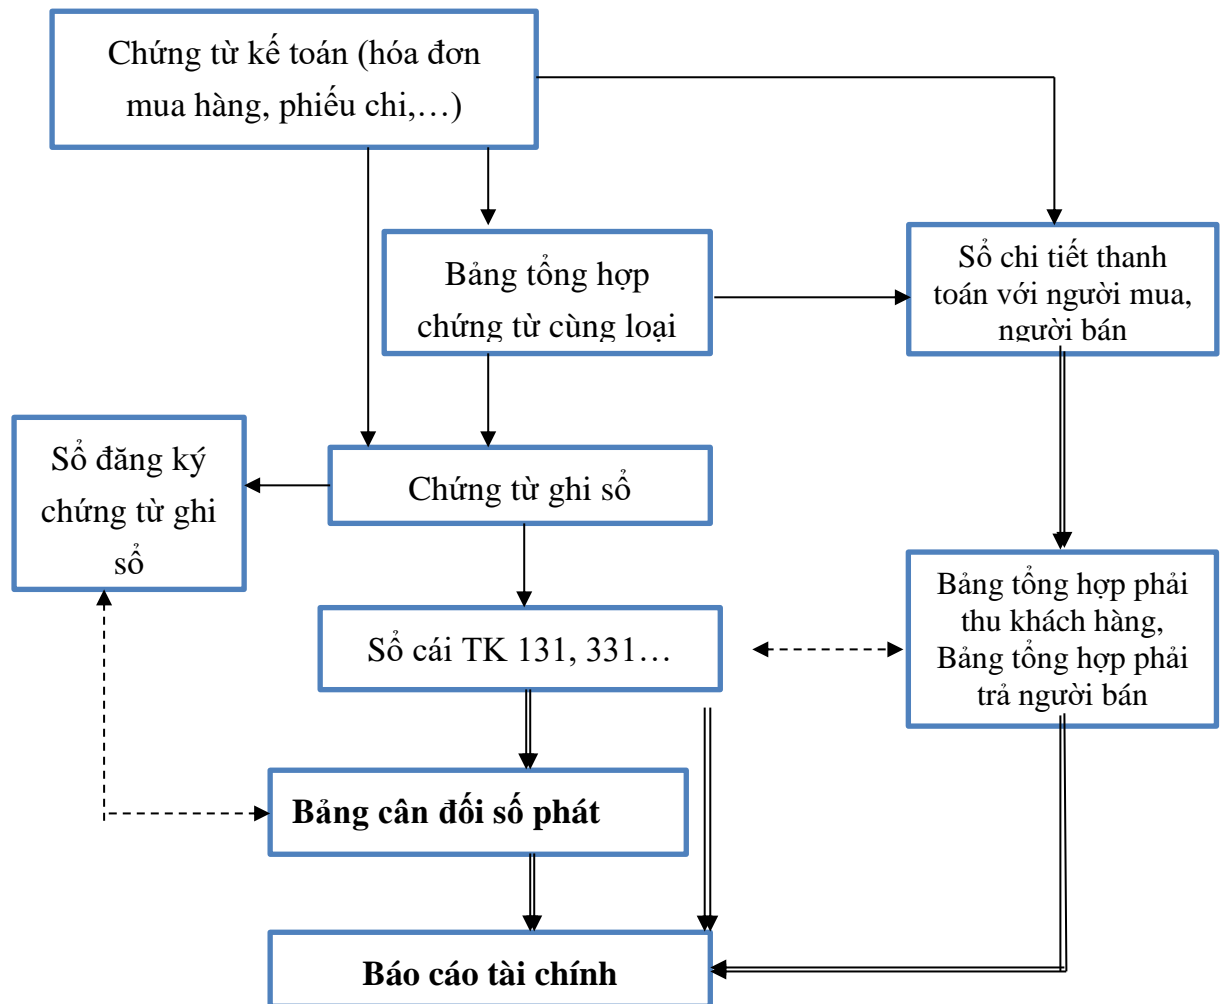 Chứng từ kế toán (hóa đơn
mua hàng, phiếu chi,…)
Bảng tổng hợp
chứng từ cùng loại
Sổ chi tiết thanh
toán với người mua,
người bán
Sổ đăng ký
chứng từ ghi
sổ
Chứng từ ghi sổ
Sổ cái TK 131, 331…
Bảng tổng hợp phải
thu khách hàng,
Bảng tổng hợp phải
trả người bán
Bảng cân đối số phát
Báo cáo tài chính